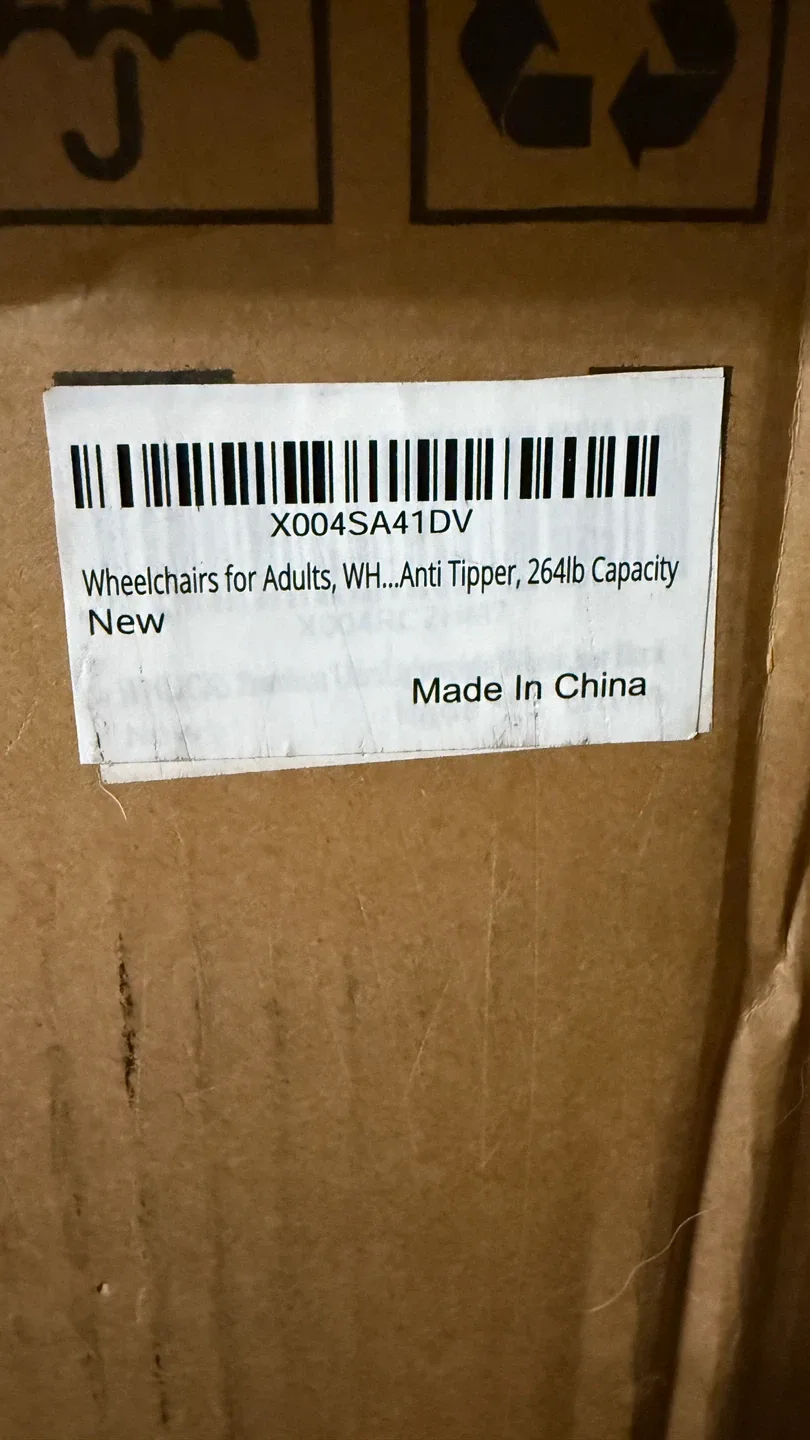 X004SA41DV
Wheelchairs for Adults, WH...Anti Tipper, 264lb Capacity
New
Made In China